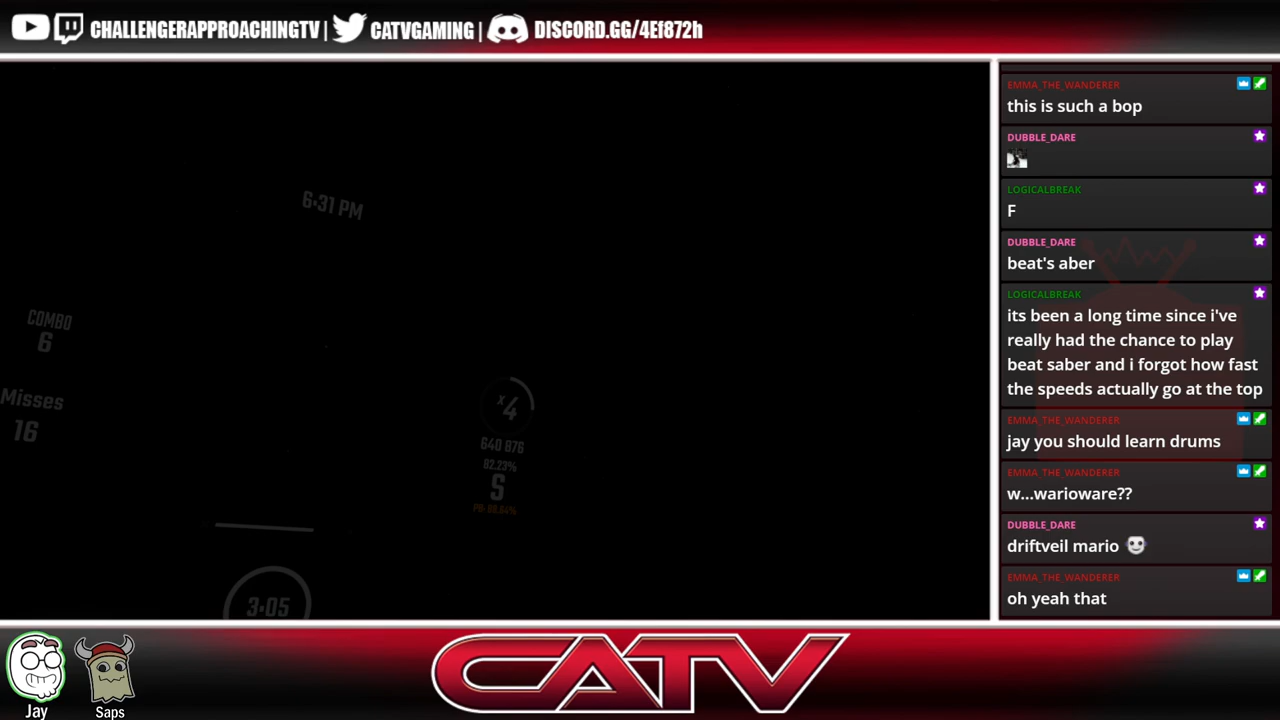 CHALLENGERAPPROACHINGTV | CATVGAMING | DISCORD.GG/4Ef872h
6:31 PM
COMBO
6
Misses
16
x4
640 876
82.23%
S
3:05
EMMA_THE_WANDERER
this is such a bop
DUBBLE_DARE
LOGICALBREAK
F
DUBBLE_DARE
beat's aber
LOGICALBREAK
its been a long time since i've
really had the chance to play
beat saber and i forgot how fast
the speeds actually go at the top
EMMA_THE_WANDERER
jay you should learn drums
EMMA_THE_WANDERER
w...warioware??
DUBBLE_DARE
driftveil mario
EMMA_THE_WANDERER
oh yeah that
Jay
Saps
CATV